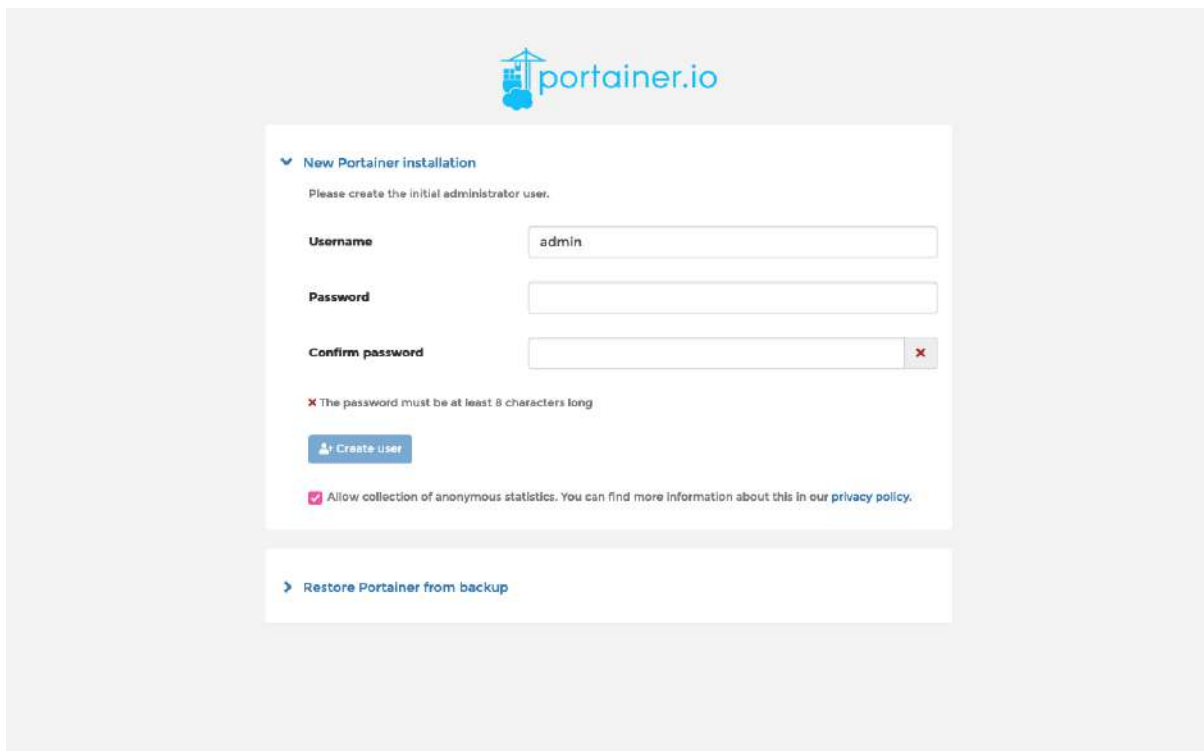 portainer.io
New Portainer installation
Please create the initial administrator user.
Username
admin
Password
Confirm password
The password must be at least 8 characters long
Create user
Allow collection of anonymous statistics. You can find more information about this in our privacy policy.
Restore Portainer from backup